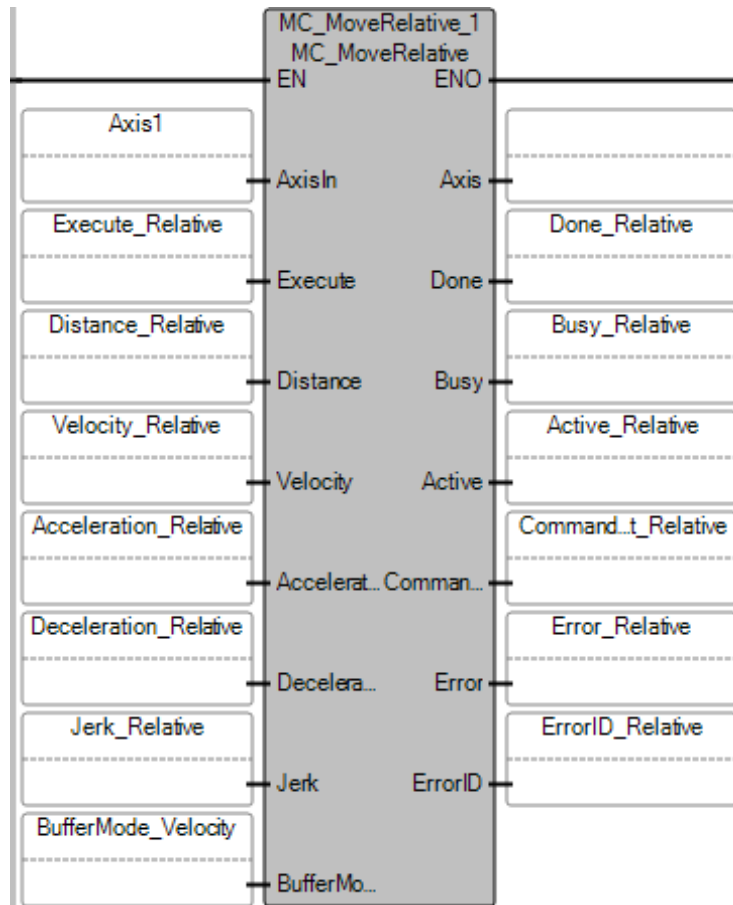 MC_MoveRelative_1
MC_MoveRelative
EN ENO
Axis1
AxisIn Axis
Execute_Relative Done_Relative
Execute Done
Distance_Relative Busy_Relative
Distance Busy
Velocity_Relative Active_Relative
Velocity Active
Acceleration_Relative Command...t_Relative
Accelerat... Comman...
Deceleration_Relative Error_Relative
Decelera... Error
Jerk_Relative ErrorID_Relative
Jerk ErrorID
BufferMode_Velocity
BufferMo...